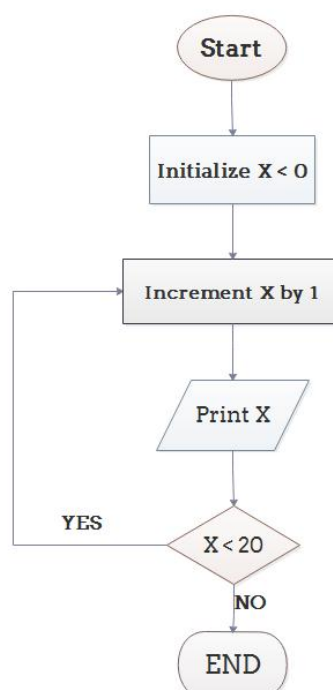 Start
Initialize X < 0
Increment X by 1
Print X
YES
X < 20
NO
END